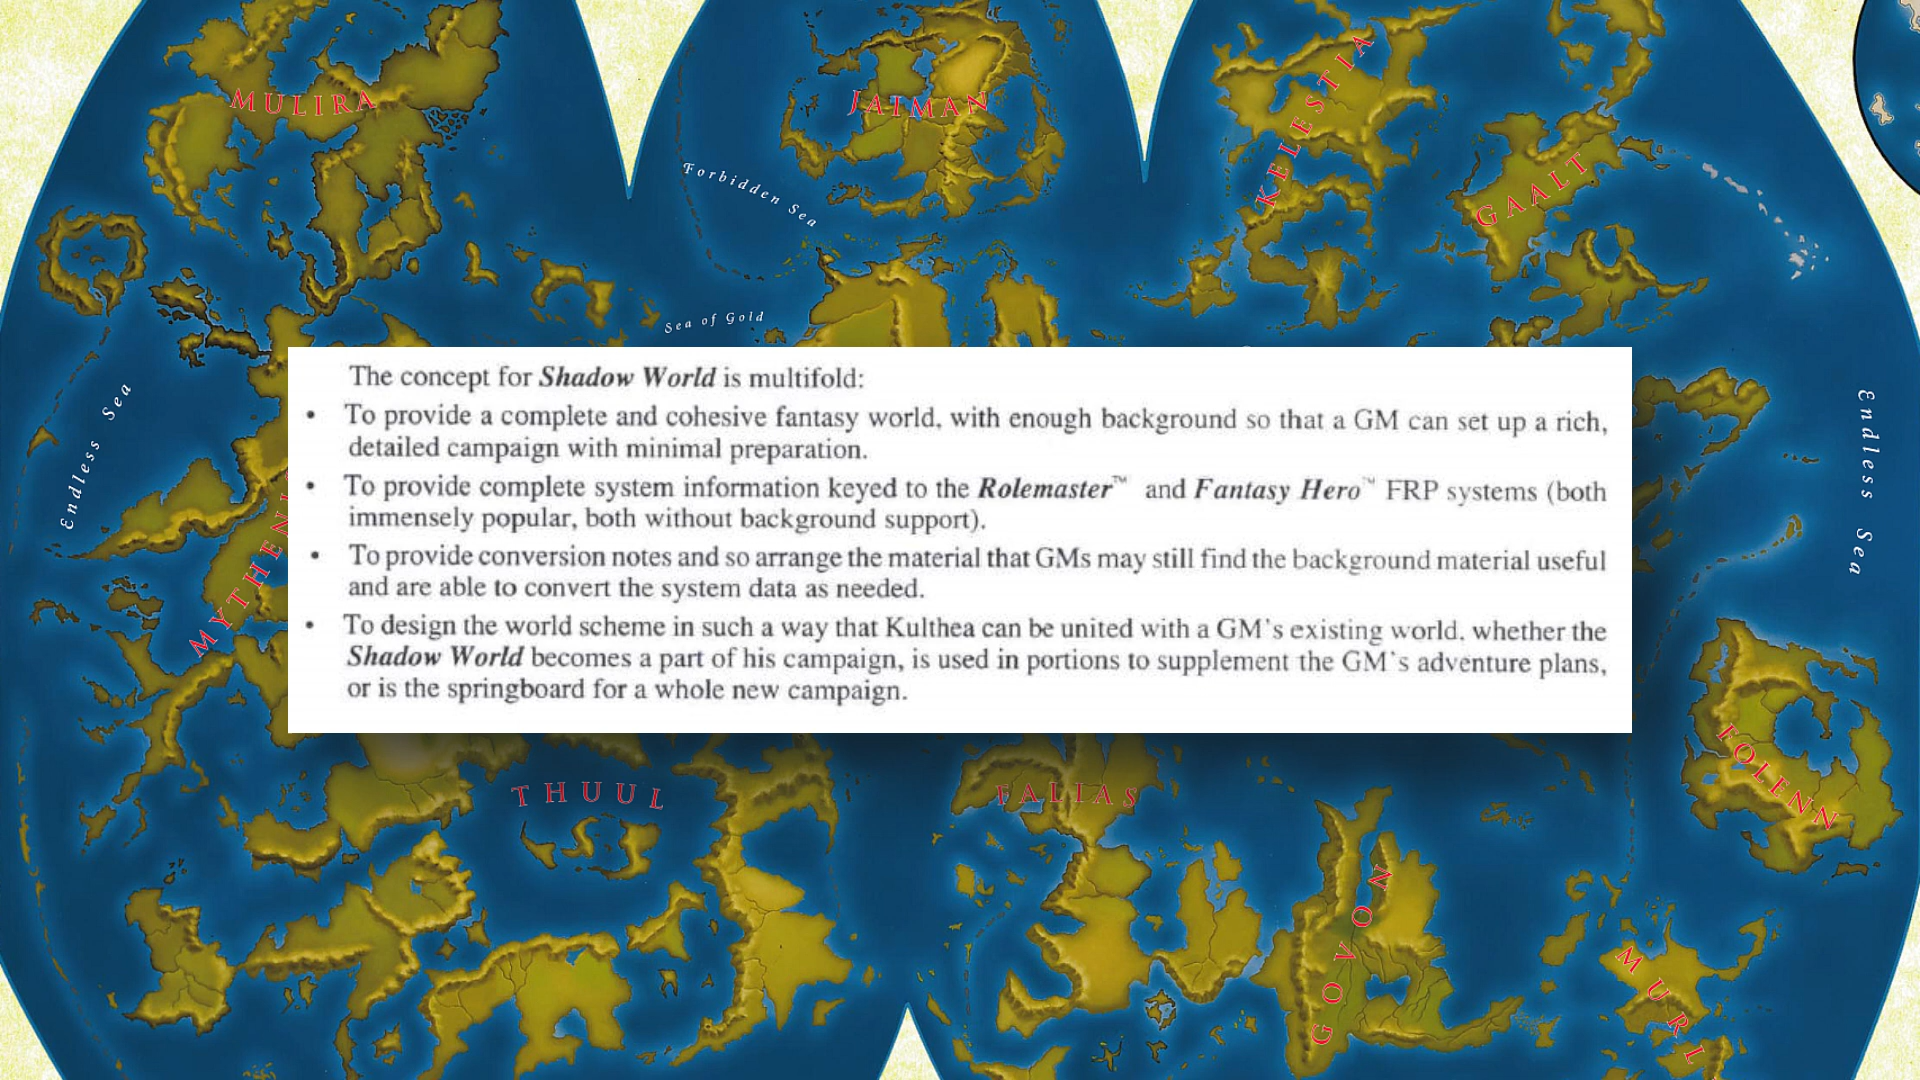 MULIRA
JAIMAN
KELESTIA
GAALT
Forbidden Sea
Sea of Gold
Endless Sea
Endless Sea
The concept for Shadow World is multifold:
• To provide a complete and cohesive fantasy world, with enough background so that a GM can set up a rich,
detailed campaign with minimal preparation.
• To provide complete system information keyed to the Rolemaster™ and Fantasy Hero™ FRP systems (both
immensely popular, both without background support).
• To provide conversion notes and so arrange the material that GMs may still find the background material useful
and are able to convert the system data as needed.
• To design the world scheme in such a way that Kulthea can be united with a GM's existing world, whether the
Shadow World becomes a part of his campaign, is used in portions to supplement the GM's adventure plans,
or is the springboard for a whole new campaign.
THUUL
FALIAS
FOLENN
GOVON
MURL